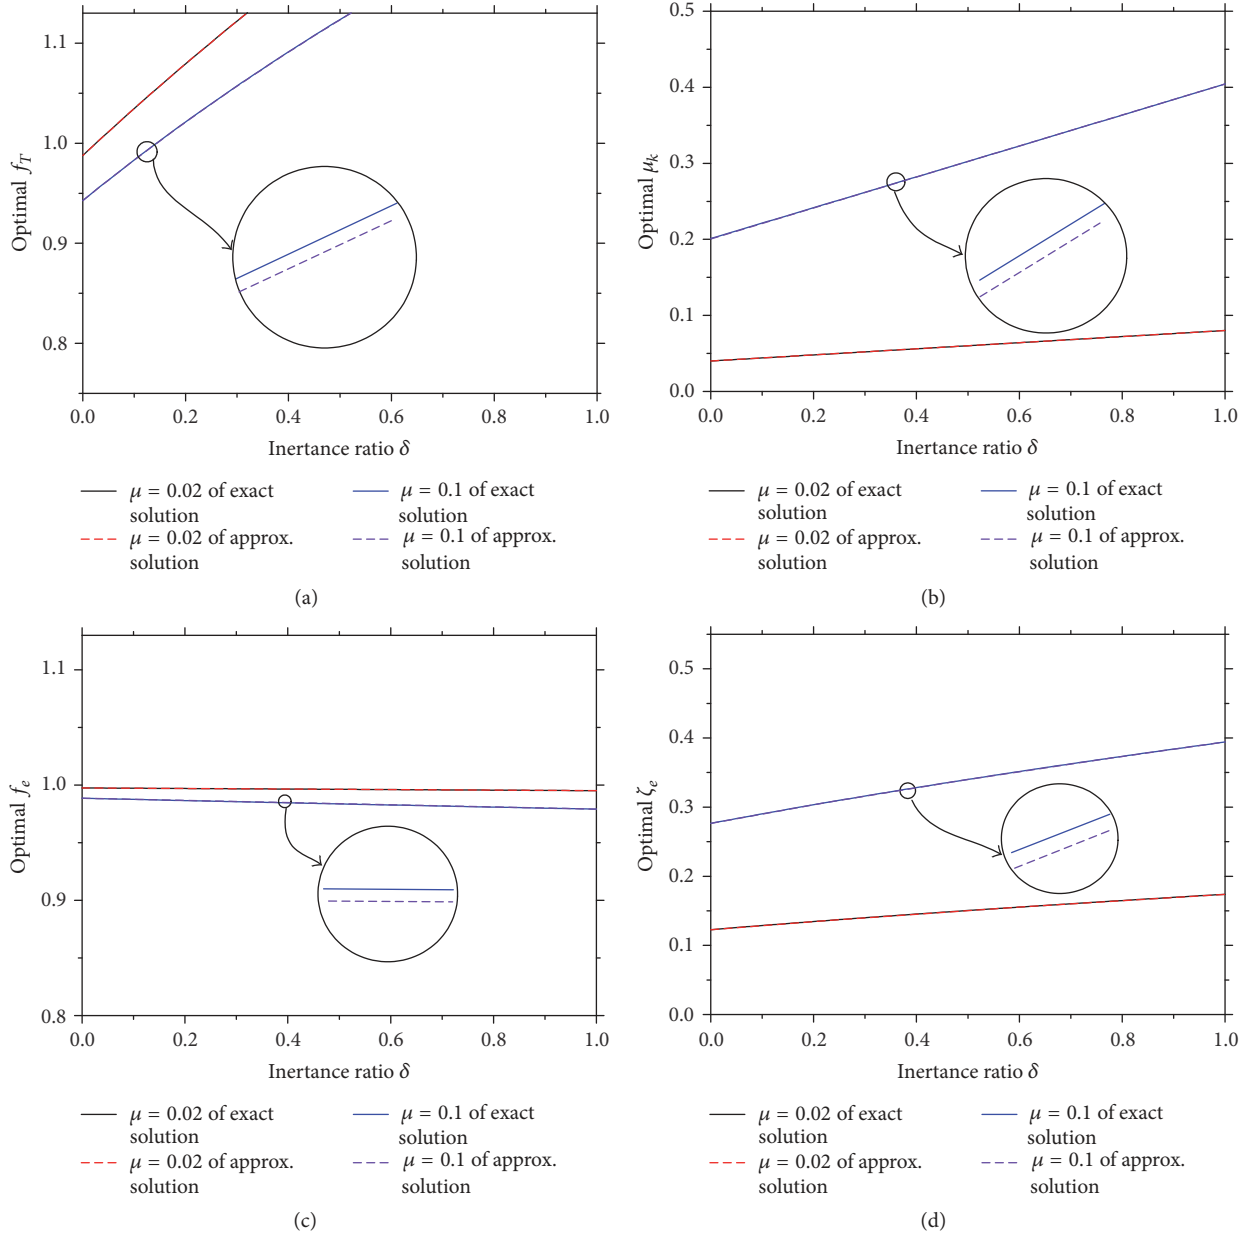 1.1
1.0
0.9
0.8
Optimal f_T
0.0 0.2 0.4 0.6 0.8 1.0
Inertance ratio δ
μ = 0.02 of exact solution
μ = 0.02 of approx. solution
μ = 0.1 of exact solution
μ = 0.1 of approx. solution
(a)
0.5
0.4
0.3
0.2
0.1
0.0
Optimal μ_k
0.0 0.2 0.4 0.6 0.8 1.0
Inertance ratio δ
μ = 0.02 of exact solution
μ = 0.02 of approx. solution
μ = 0.1 of exact solution
μ = 0.1 of approx. solution
(b)
1.1
1.0
0.9
0.8
Optimal f_e
0.0 0.2 0.4 0.6 0.8 1.0
Inertance ratio δ
μ = 0.02 of exact solution
μ = 0.02 of approx. solution
μ = 0.1 of exact solution
μ = 0.1 of approx. solution
(c)
0.5
0.4
0.3
0.2
0.1
0.0
Optimal ζ_e
0.0 0.2 0.4 0.6 0.8 1.0
Inertance ratio δ
μ = 0.02 of exact solution
μ = 0.02 of approx. solution
μ = 0.1 of exact solution
μ = 0.1 of approx. solution
(d)